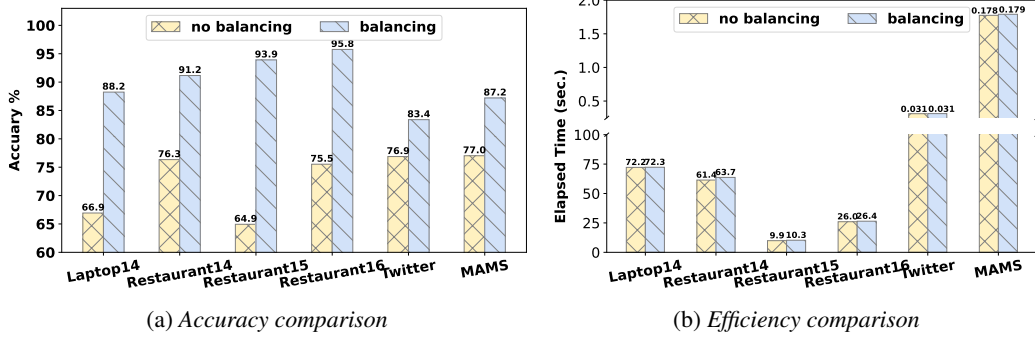 no balancing balancing
Accuary %
100
95
90
85
80
75
70
65
60
66.9 88.2 76.3 91.2 64.9 93.9 75.5 95.8 76.9 83.4 77.0 87.2
Laptop14 Restaurant14 Restaurant15 Restaurant16 Twitter MAMS
(a) Accuracy comparison
no balancing balancing
Elapsed Time (sec.)
2.0
1.5
1.0
0.5
100
75
50
25
0
72.2 72.3 61.4 63.7 9.9 10.3 26.0 26.4 0.031 0.031 0.178 0.179
Laptop14 Restaurant14 Restaurant15 Restaurant16 Twitter MAMS
(b) Efficiency comparison